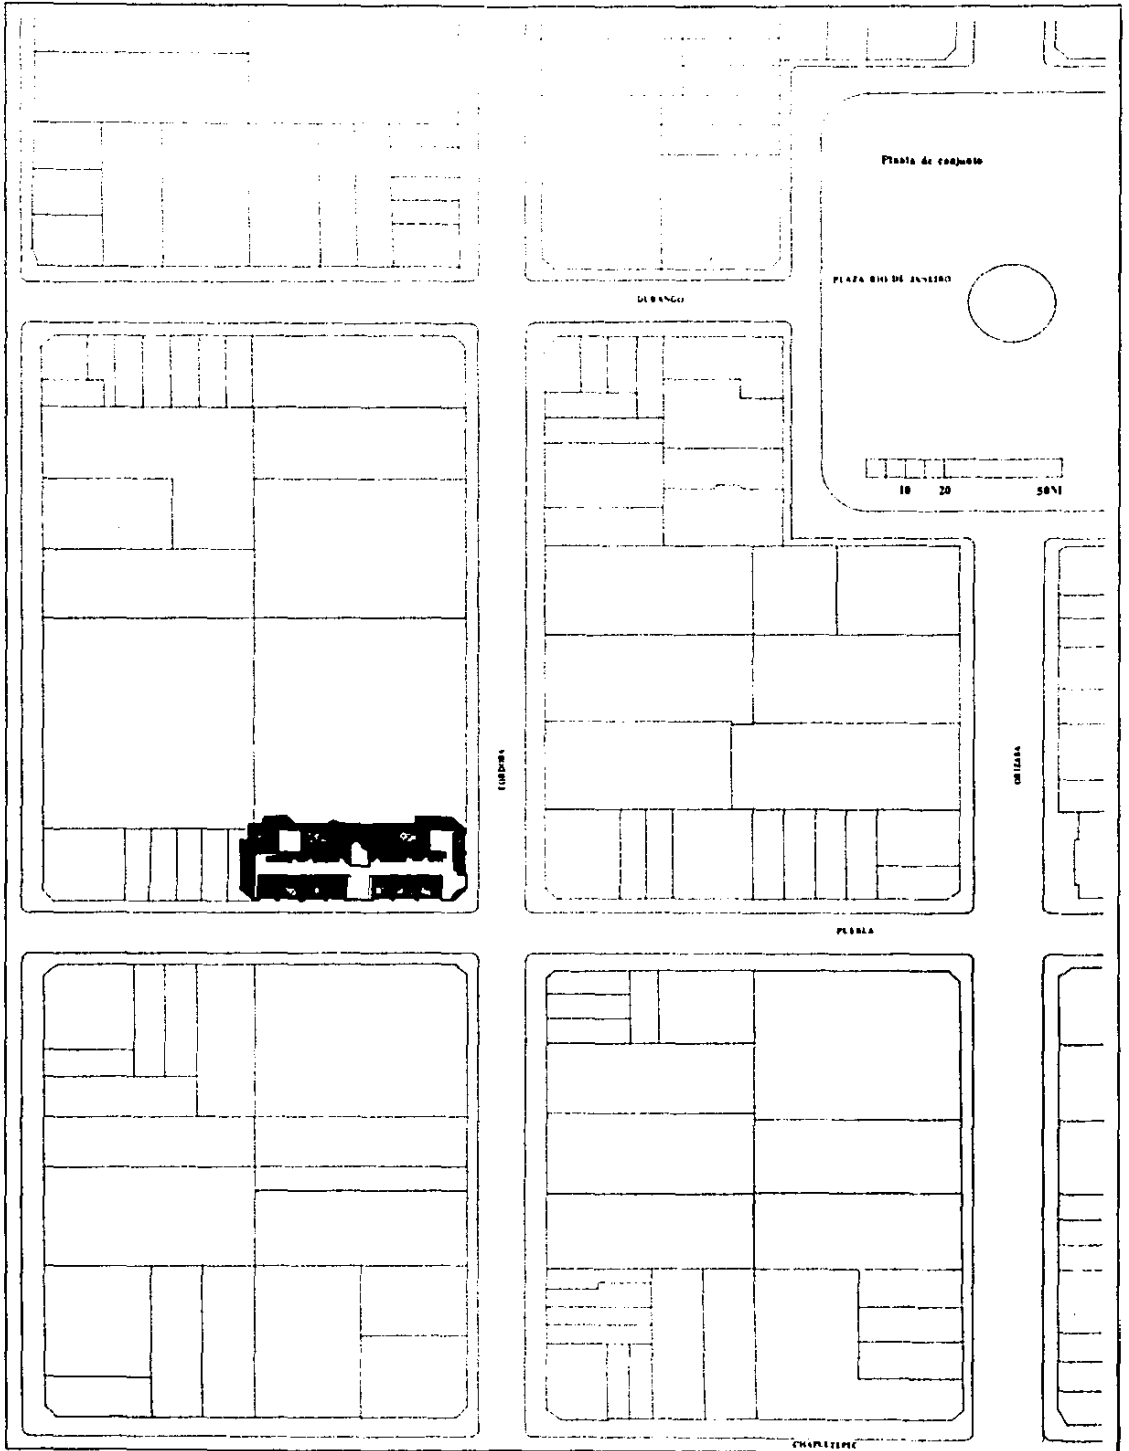 Planta de conjunto
PLAZA RIO DE JANEIRO
DURANGO
10 20 50M
CORDOBA
ORIZABA
PUEBLA
CHAPULTEPEC